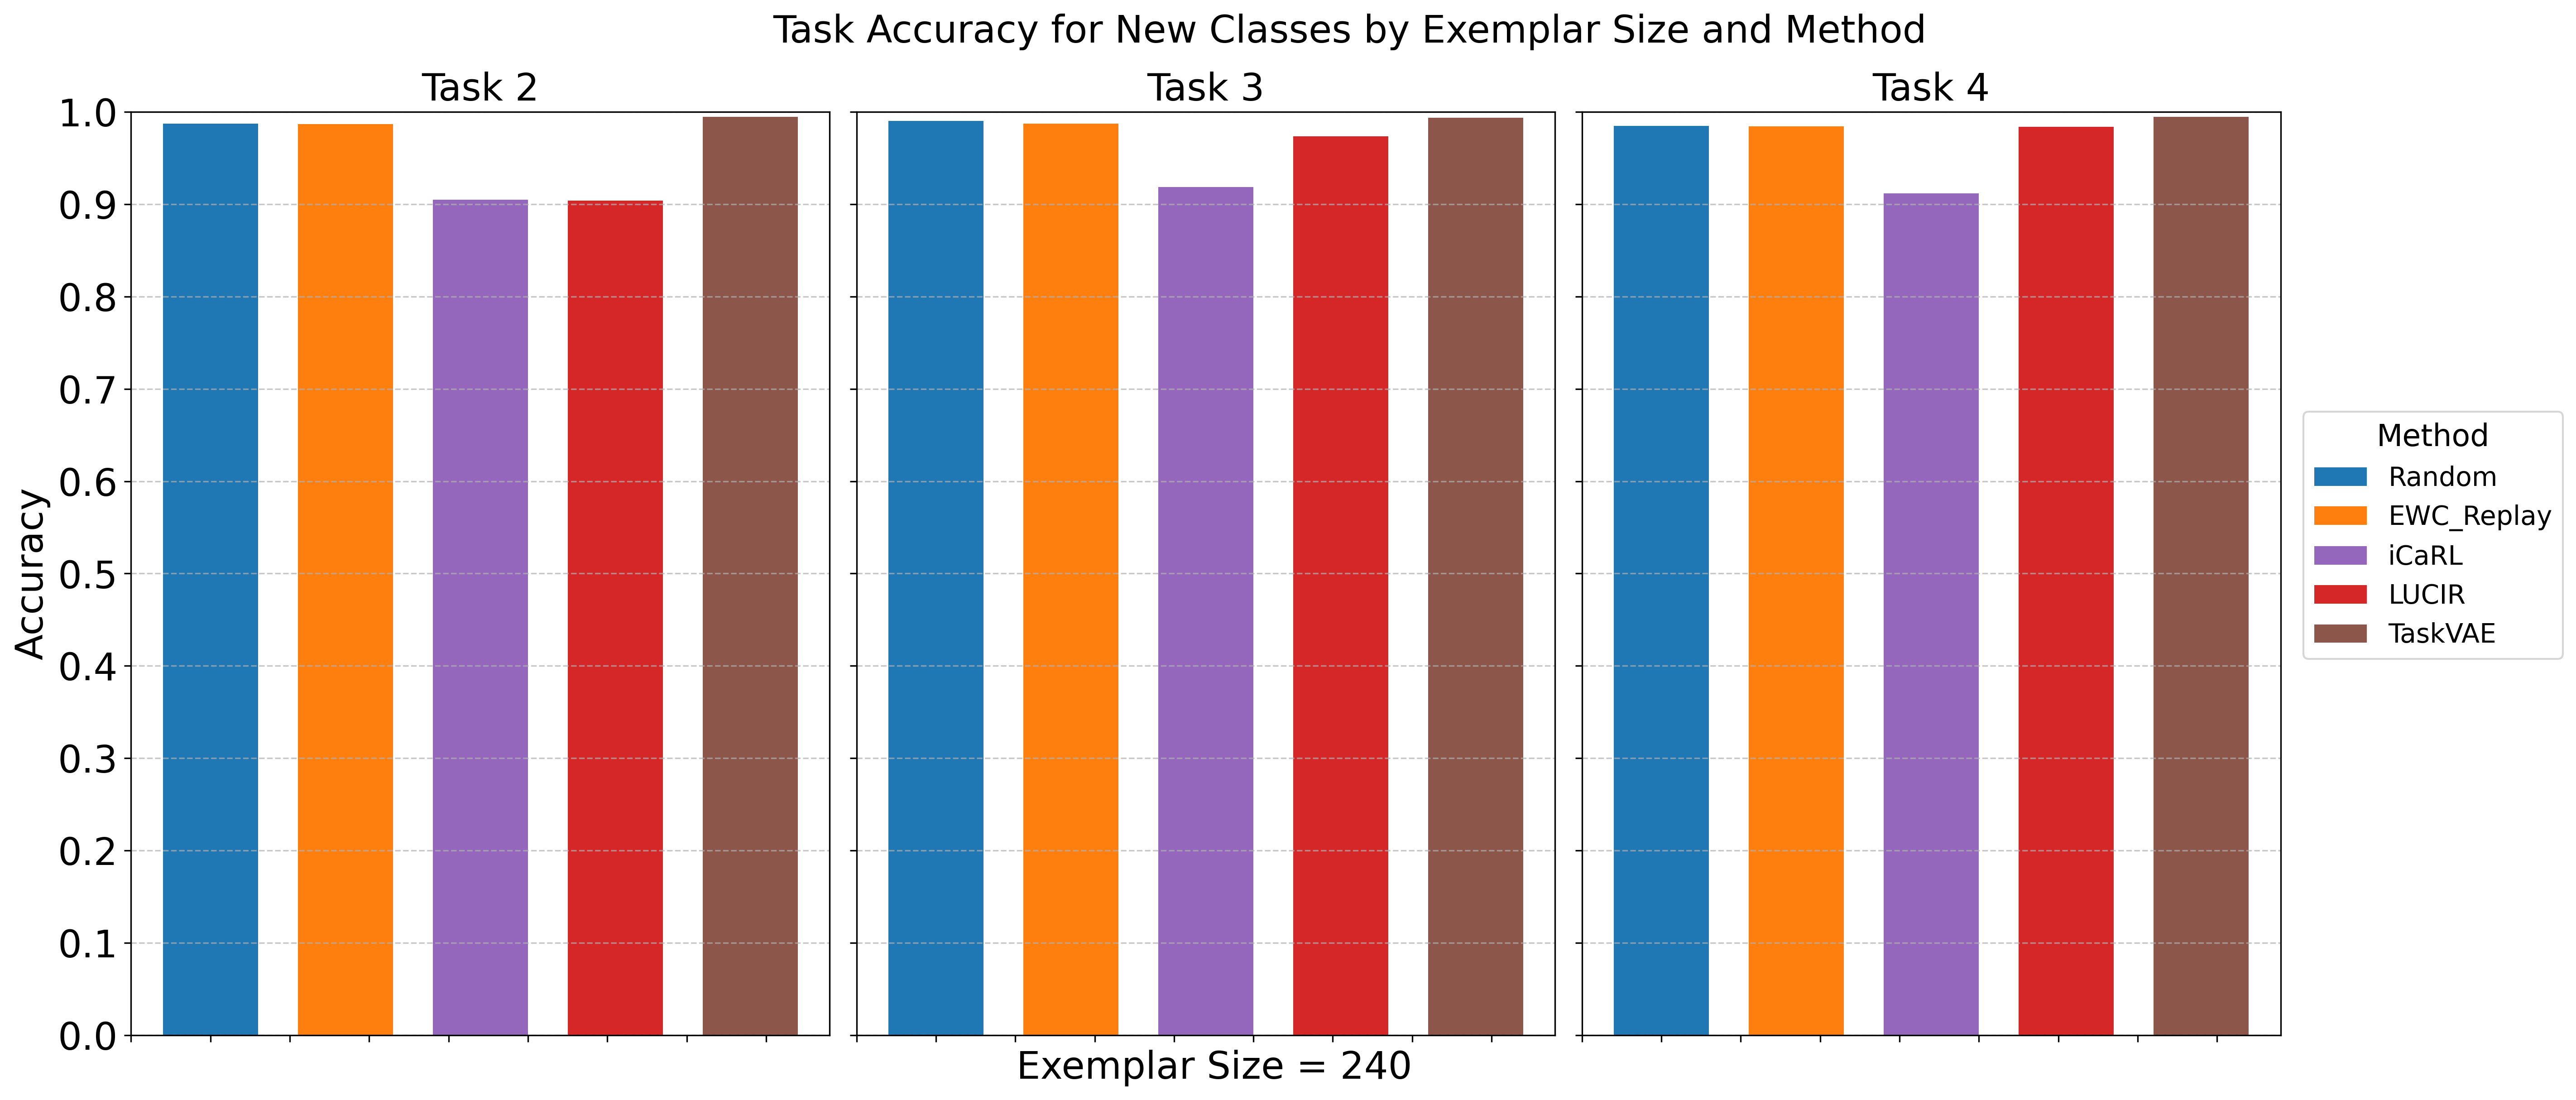 Task Accuracy for New Classes by Exemplar Size and Method
Task 2
Task 3
Task 4
Accuracy
1.0
0.9
0.8
0.7
0.6
0.5
0.4
0.3
0.2
0.1
0.0
Exemplar Size = 240
Method
Random
EWC_Replay
iCaRL
LUCIR
TaskVAE